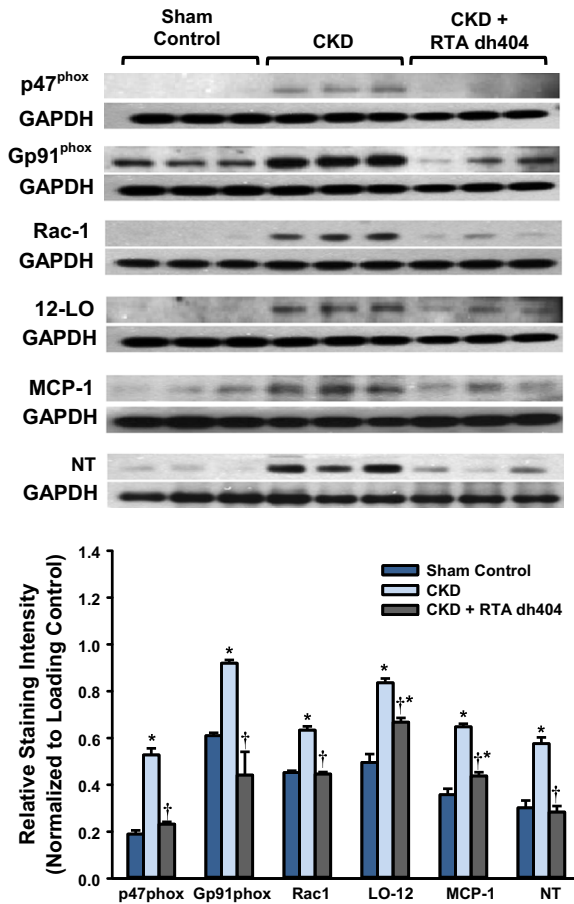 Sham Control
CKD
CKD + RTA dh404
p47phox
GAPDH
Gp91phox
GAPDH
Rac-1
GAPDH
12-LO
GAPDH
MCP-1
GAPDH
NT
GAPDH
Relative Staining Intensity
(Normalized to Loading Control)
1.4
1.2
1.0
0.8
0.6
0.4
0.2
0.0
Sham Control
CKD
CKD + RTA dh404
*
†
*
†
*
†
*
†*
*
†*
*
†
p47phox Gp91phox Rac1 LO-12 MCP-1 NT